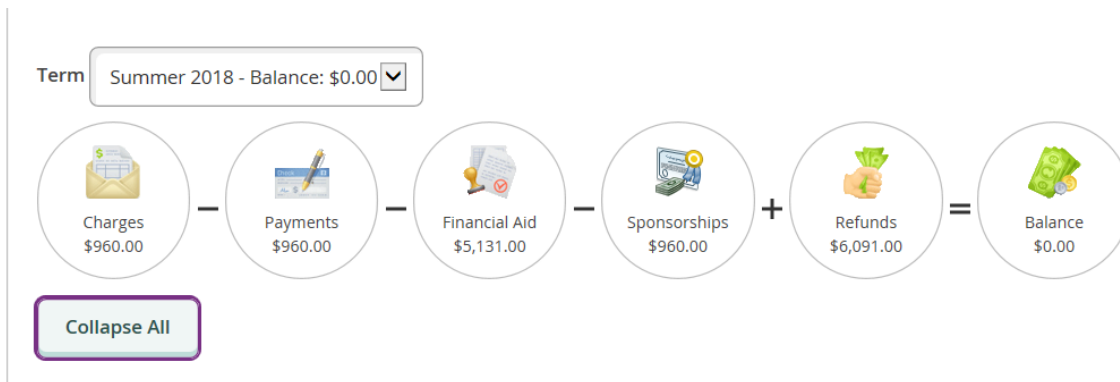 Term Summer 2018 - Balance: $0.00
Charges
$960.00
−
Payments
$960.00
−
Financial Aid
$5,131.00
−
Sponsorships
$960.00
+
Refunds
$6,091.00
=
Balance
$0.00
Collapse All